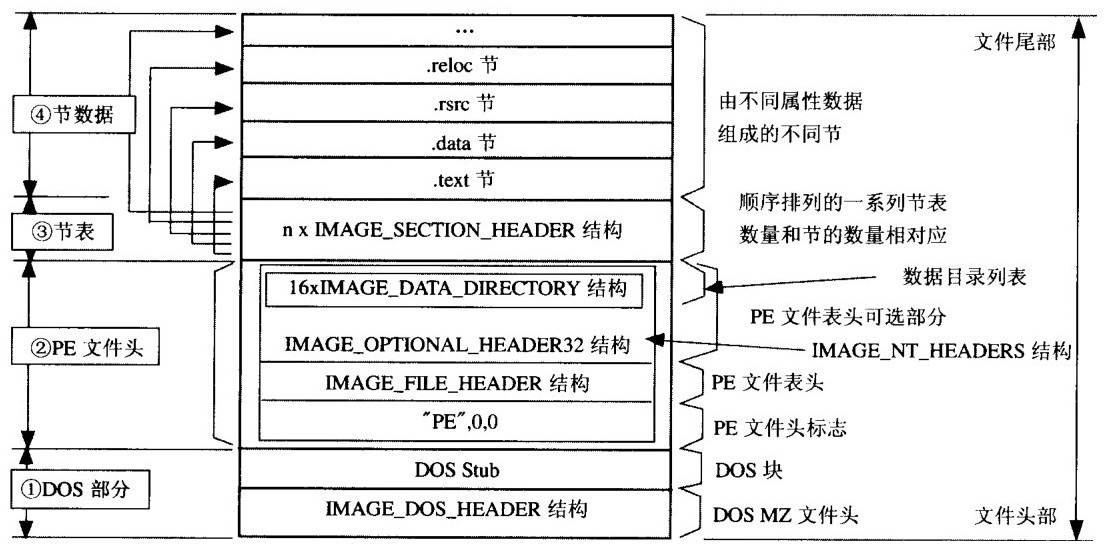 …
文件尾部
.reloc 节
.rsrc 节
由不同属性数据
④节数据
组成的不同节
.data 节
.text 节
顺序排列的一系列节表
③节表
n x IMAGE_SECTION_HEADER 结构
数量和节的数量相对应
数据目录列表
16xIMAGE_DATA_DIRECTORY 结构
PE 文件表头可选部分
②PE 文件头
IMAGE_OPTIONAL_HEADER32 结构
IMAGE_NT_HEADERS 结构
IMAGE_FILE_HEADER 结构
PE 文件表头
"PE",0,0
PE 文件头标志
DOS Stub
DOS 块
①DOS 部分
IMAGE_DOS_HEADER 结构
DOS MZ 文件头
文件头部